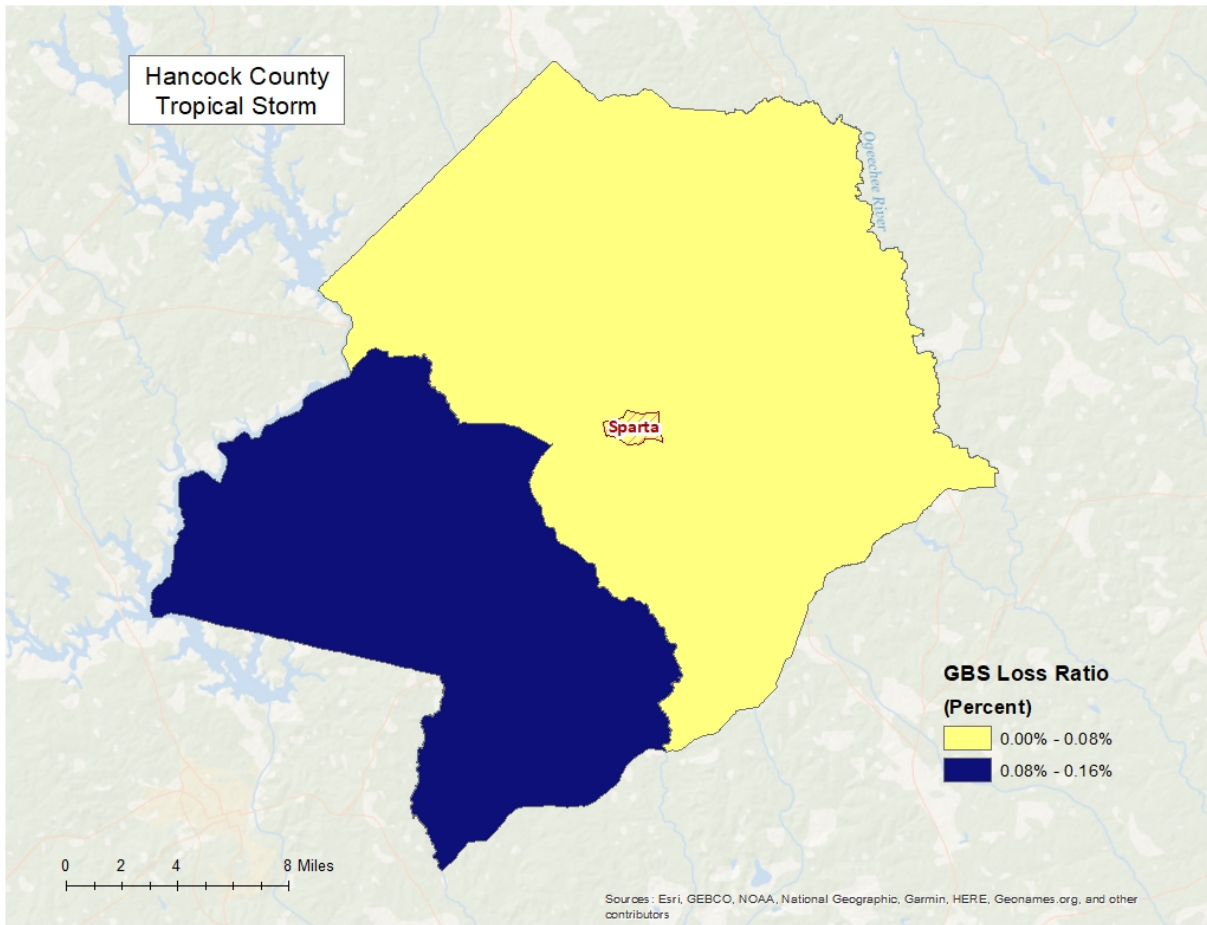 Hancock County
Tropical Storm
Ogeechee River
Sparta
GBS Loss Ratio
(Percent)
0.00% - 0.08%
0.08% - 0.16%
0 2 4 8 Miles
Sources: Esri, GEBCO, NOAA, National Geographic, Garmin, HERE, Geonames.org, and other
contributors